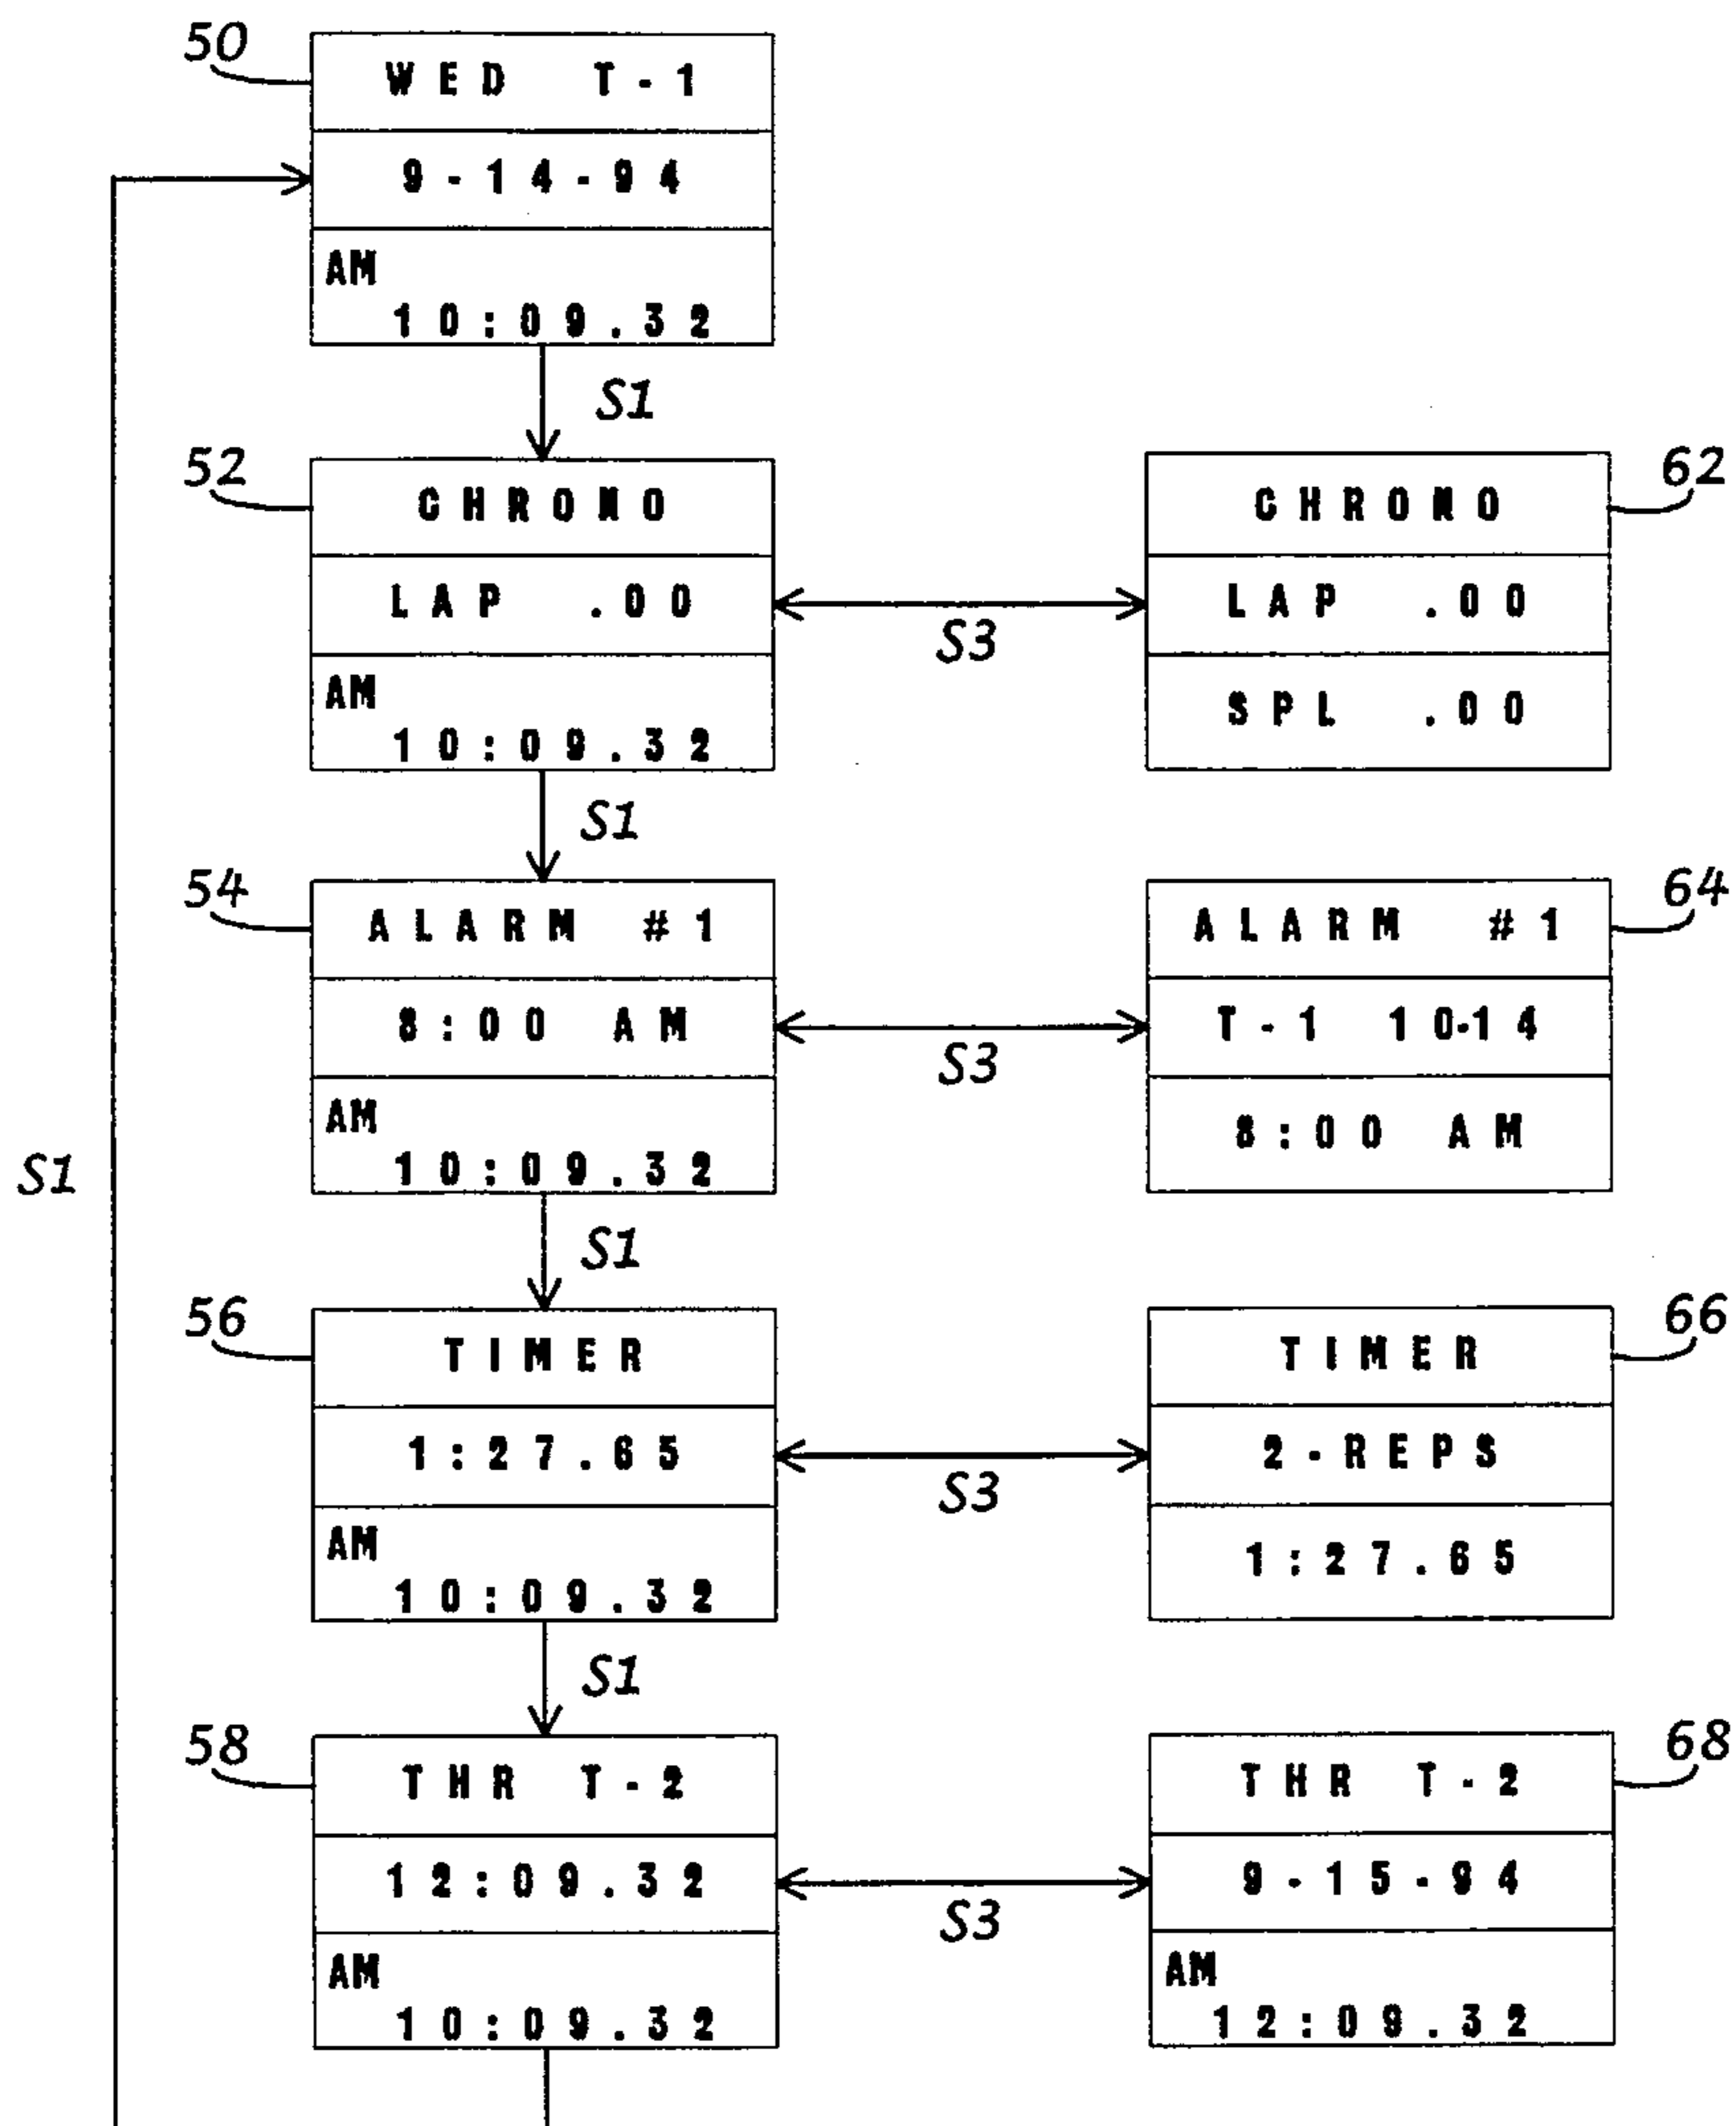 50
WED T-1
9-14-94
AM
10:09.32
S1
52
CHRONO
LAP .00
AM
10:09.32
S3
62
CHRONO
LAP .00
SPL .00
S1
54
ALARM #1
8:00 AM
AM
10:09.32
S3
64
ALARM #1
T-1 10-14
8:00 AM
S1
S1
56
TIMER
1:27.65
AM
10:09.32
S3
66
TIMER
2-REPS
1:27.65
S1
58
THR T-2
12:09.32
AM
10:09.32
S3
68
THR T-2
9-15-94
AM
12:09.32